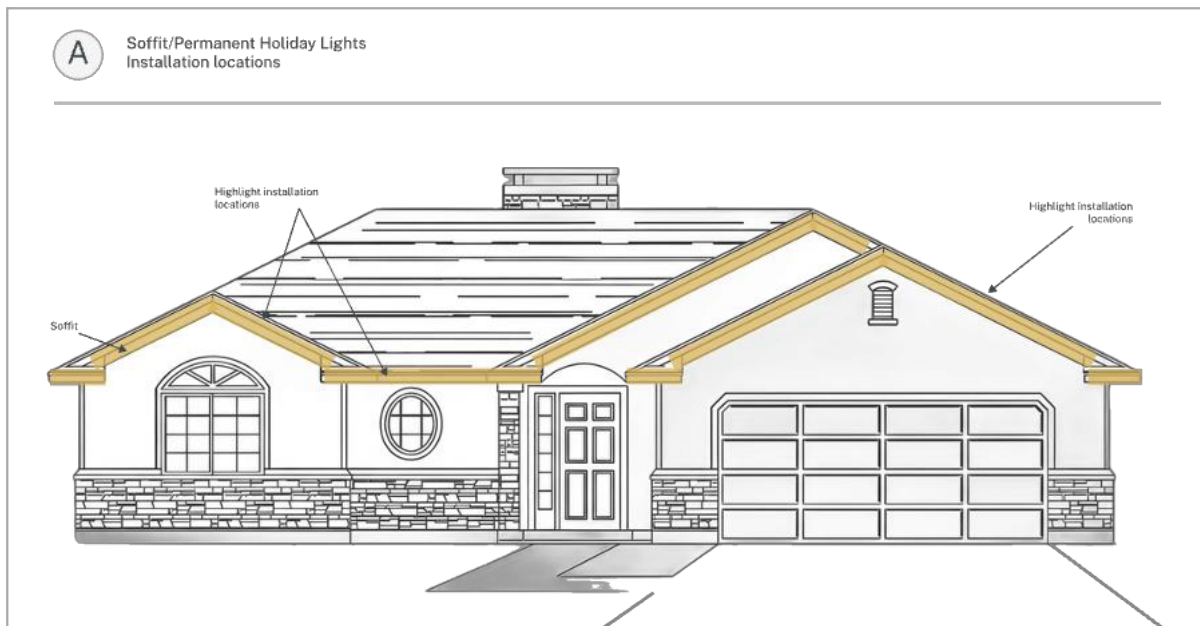 A
Soffit/Permanent Holiday Lights
Installation locations
Highlight installation
locations
Highlight installation
locations
Soffit